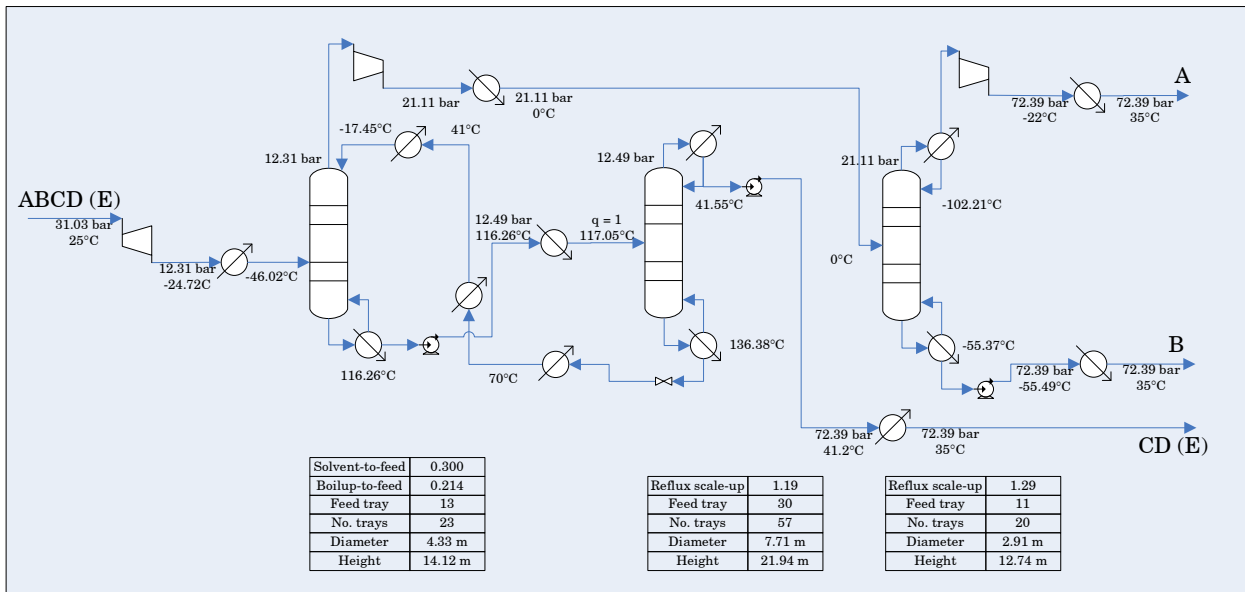 A
21.11 bar
21.11 bar
0°C
72.39 bar
-22°C
72.39 bar
35°C
-17.45°C
41°C
12.31 bar
12.49 bar
21.11 bar
ABCD (E)
31.03 bar
25°C
41.55°C
-102.21°C
12.49 bar
116.26°C
q = 1
117.05°C
12.31 bar
-24.72C
-46.02°C
0°C
136.38°C
-55.37°C
116.26°C
70°C
B
72.39 bar
-55.49°C
72.39 bar
35°C
72.39 bar
41.2°C
72.39 bar
35°C
CD (E)
Solvent-to-feed 0.300
Boilup-to-feed 0.214
Feed tray 13
No. trays 23
Diameter 4.33 m
Height 14.12 m
Reflux scale-up 1.19
Feed tray 30
No. trays 57
Diameter 7.71 m
Height 21.94 m
Reflux scale-up 1.29
Feed tray 11
No. trays 20
Diameter 2.91 m
Height 12.74 m